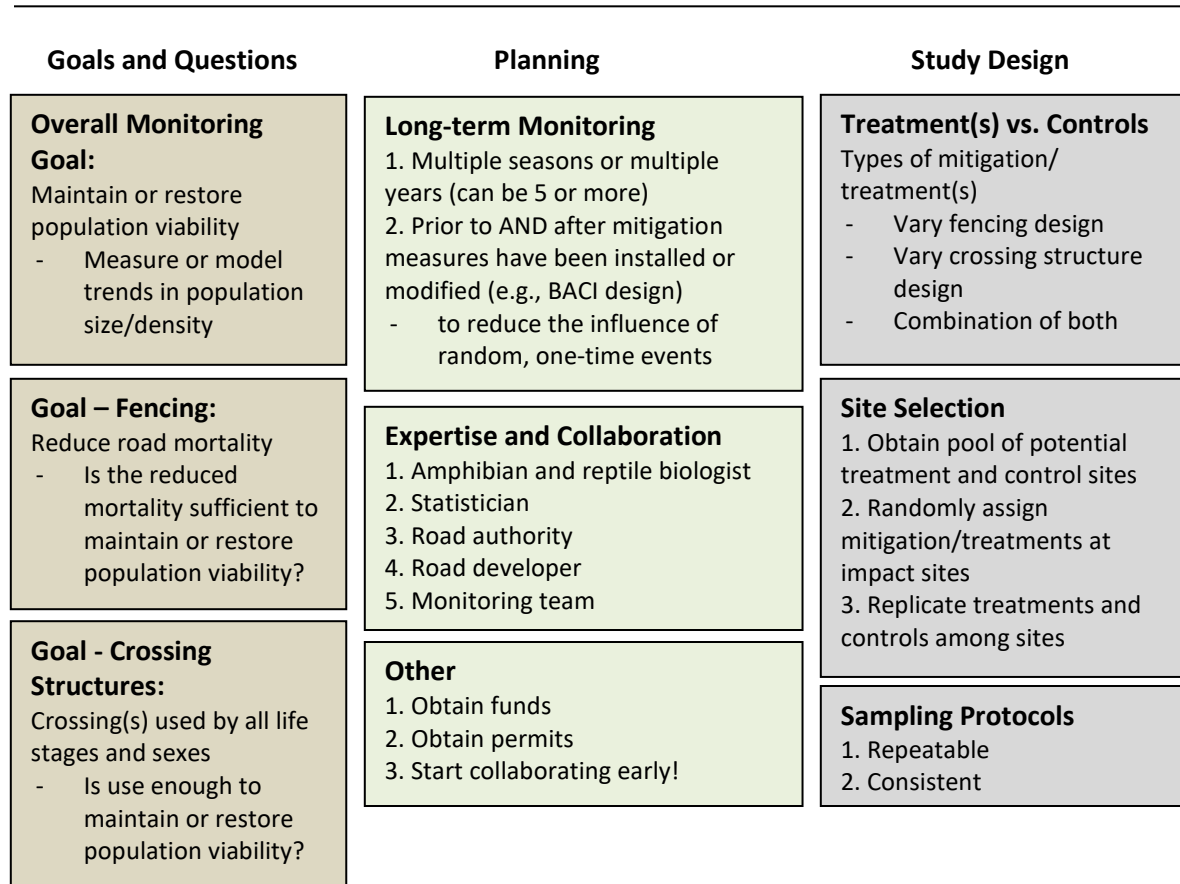 Goals and Questions
Overall Monitoring
Goal:
Maintain or restore
population viability
- Measure or model
trends in population
size/density
Goal – Fencing:
Reduce road mortality
- Is the reduced
mortality sufficient to
maintain or restore
population viability?
Goal - Crossing
Structures:
Crossing(s) used by all life
stages and sexes
- Is use enough to
maintain or restore
population viability?
Planning
Long-term Monitoring
1. Multiple seasons or multiple
years (can be 5 or more)
2. Prior to AND after mitigation
measures have been installed or
modified (e.g., BACI design)
- to reduce the influence of
random, one-time events
Expertise and Collaboration
1. Amphibian and reptile biologist
2. Statistician
3. Road authority
4. Road developer
5. Monitoring team
Other
1. Obtain funds
2. Obtain permits
3. Start collaborating early!
Study Design
Treatment(s) vs. Controls
Types of mitigation/
treatment(s)
- Vary fencing design
- Vary crossing structure
design
- Combination of both
Site Selection
1. Obtain pool of potential
treatment and control sites
2. Randomly assign
mitigation/treatments at
impact sites
3. Replicate treatments and
controls among sites
Sampling Protocols
1. Repeatable
2. Consistent